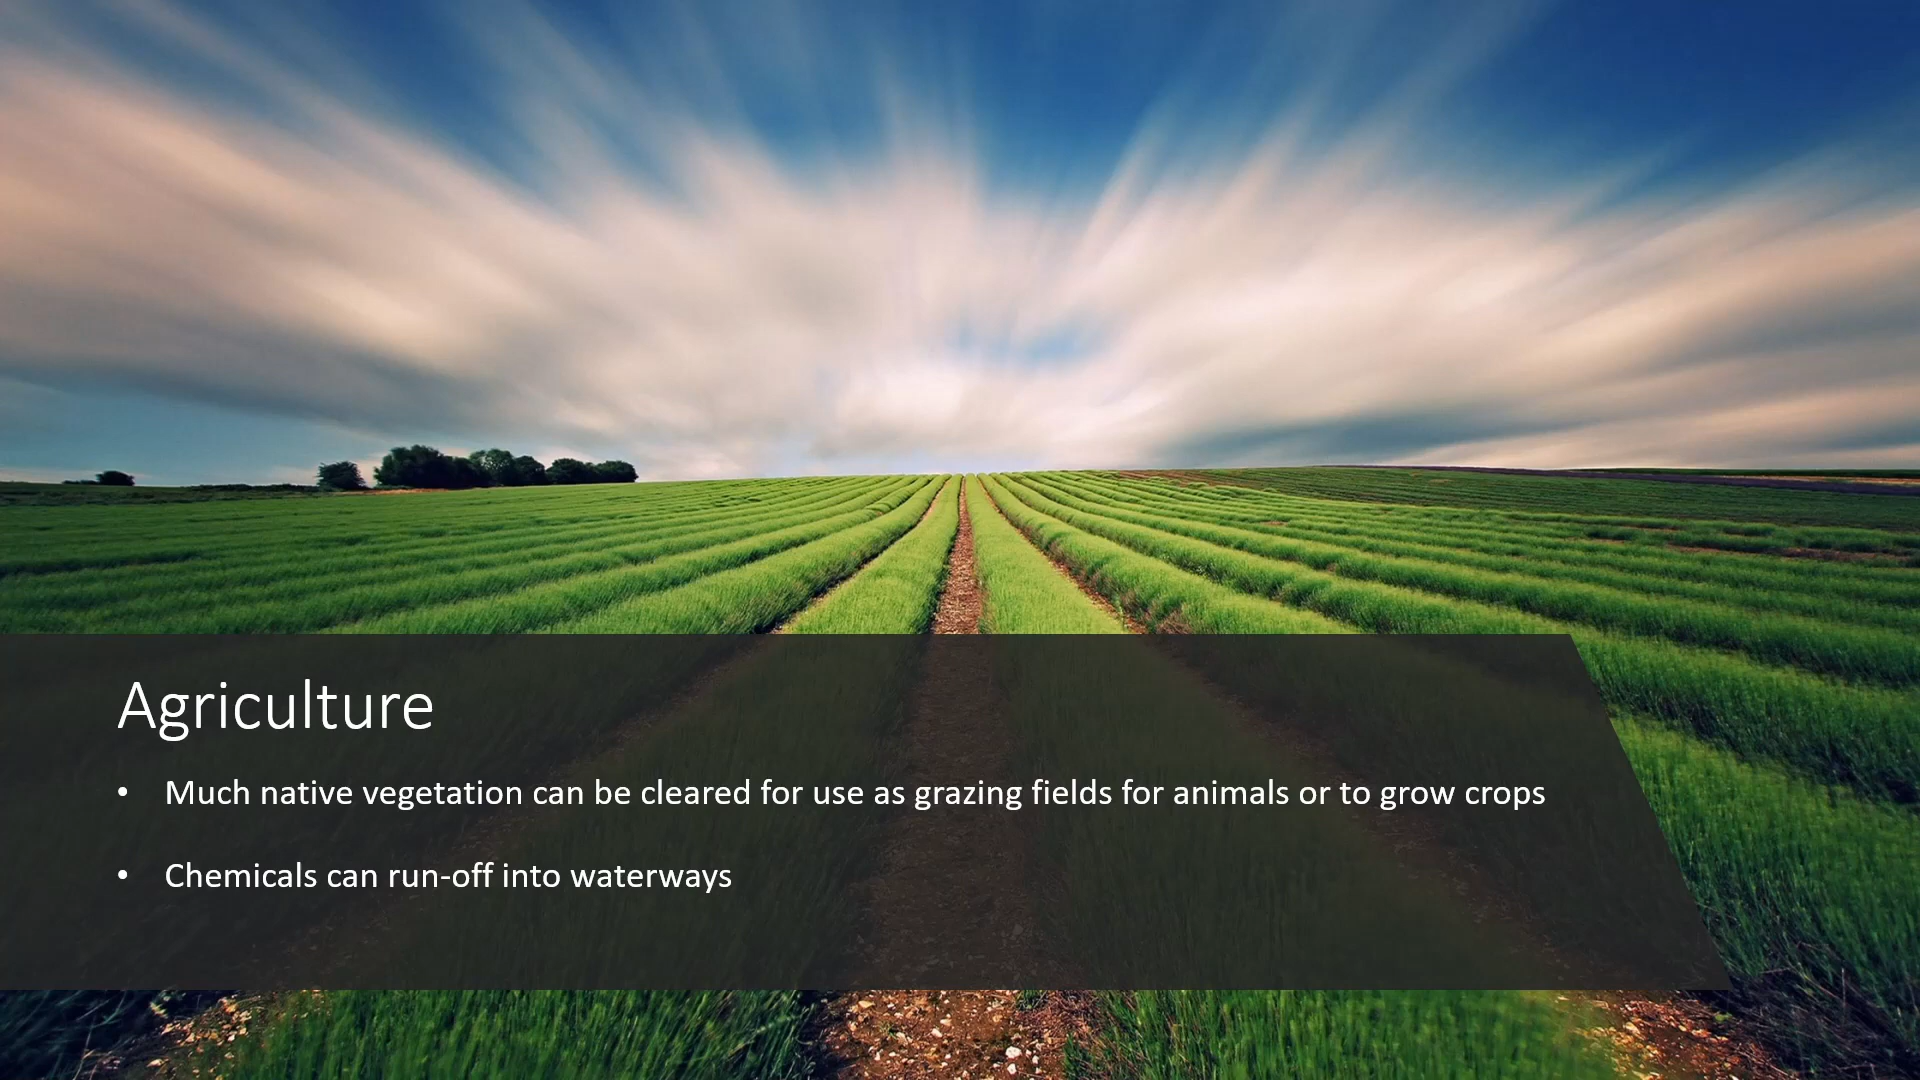 Agriculture
• Much native vegetation can be cleared for use as grazing fields for animals or to grow crops
• Chemicals can run-off into waterways